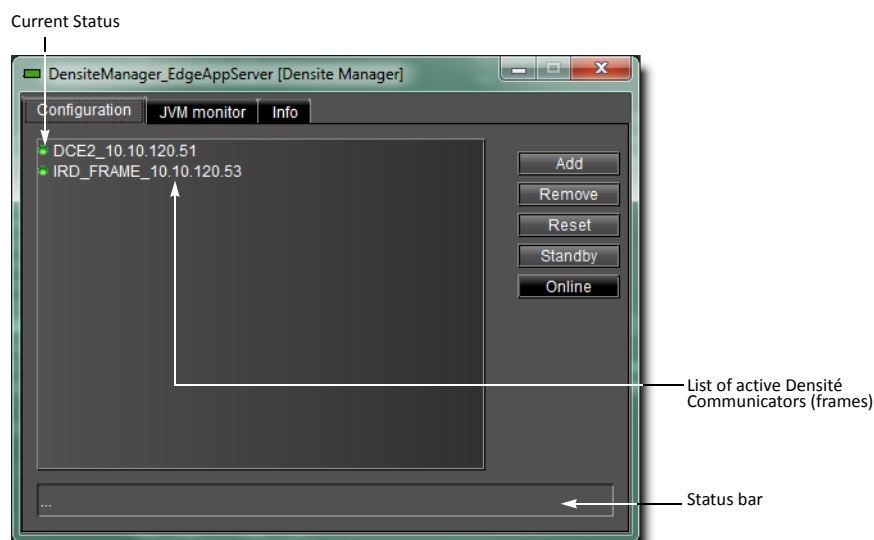 Current Status
DensiteManager_EdgeAppServer [Densite Manager]
Configuration JVM monitor Info
DCE2_10.10.120.51
IRD_FRAME_10.10.120.53
Add
Remove
Reset
Standby
Online
List of active Densité
Communicators (frames)
...
Status bar